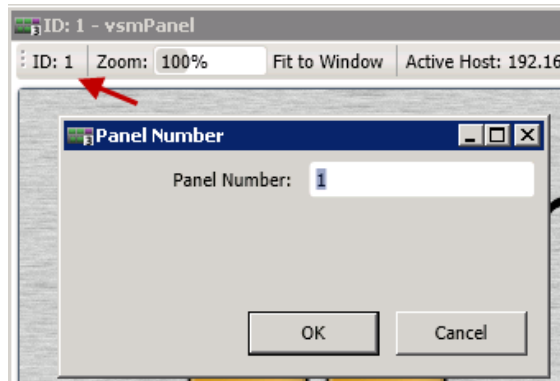 ID: 1 - vsmPanel
ID: 1 Zoom: 100% Fit to Window Active Host: 192.16
Panel Number
Panel Number: 1
OK Cancel